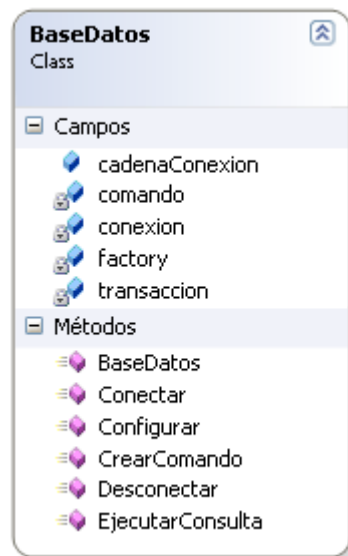 BaseDatos
Class
Campos
cadenaConexion
comando
conexion
factory
transaccion
Métodos
BaseDatos
Conectar
Configurar
CrearComando
Desconectar
EjecutarConsulta